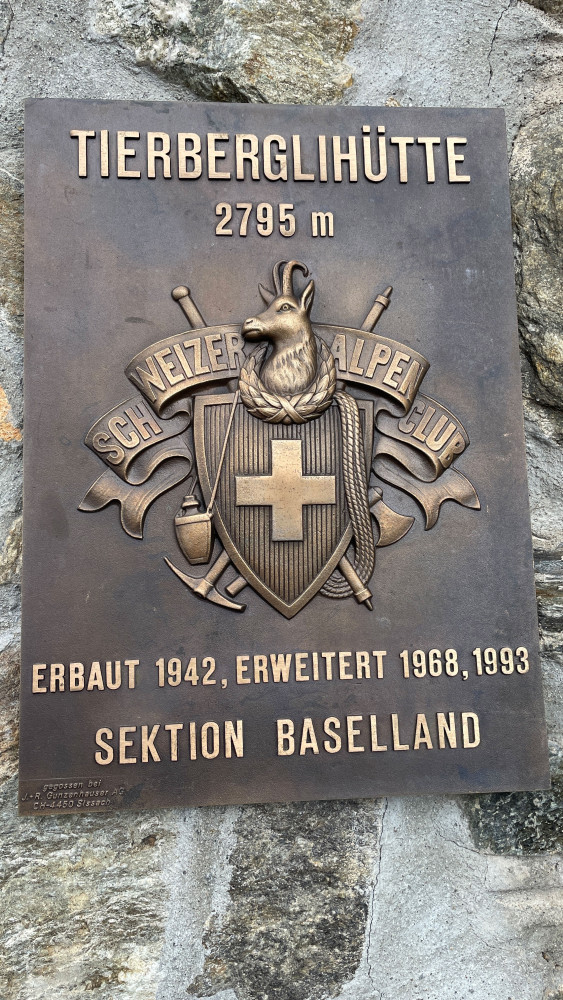 TIERBERGLIHÜTTE
2795 m
SCHWEIZER ALPEN CLUB
ERBAUT 1942, ERWEITERT 1968, 1993
SEKTION BASELLAND
gegossen bei
J.+R. Gunzenhauser AG
CH-4450 Sissach